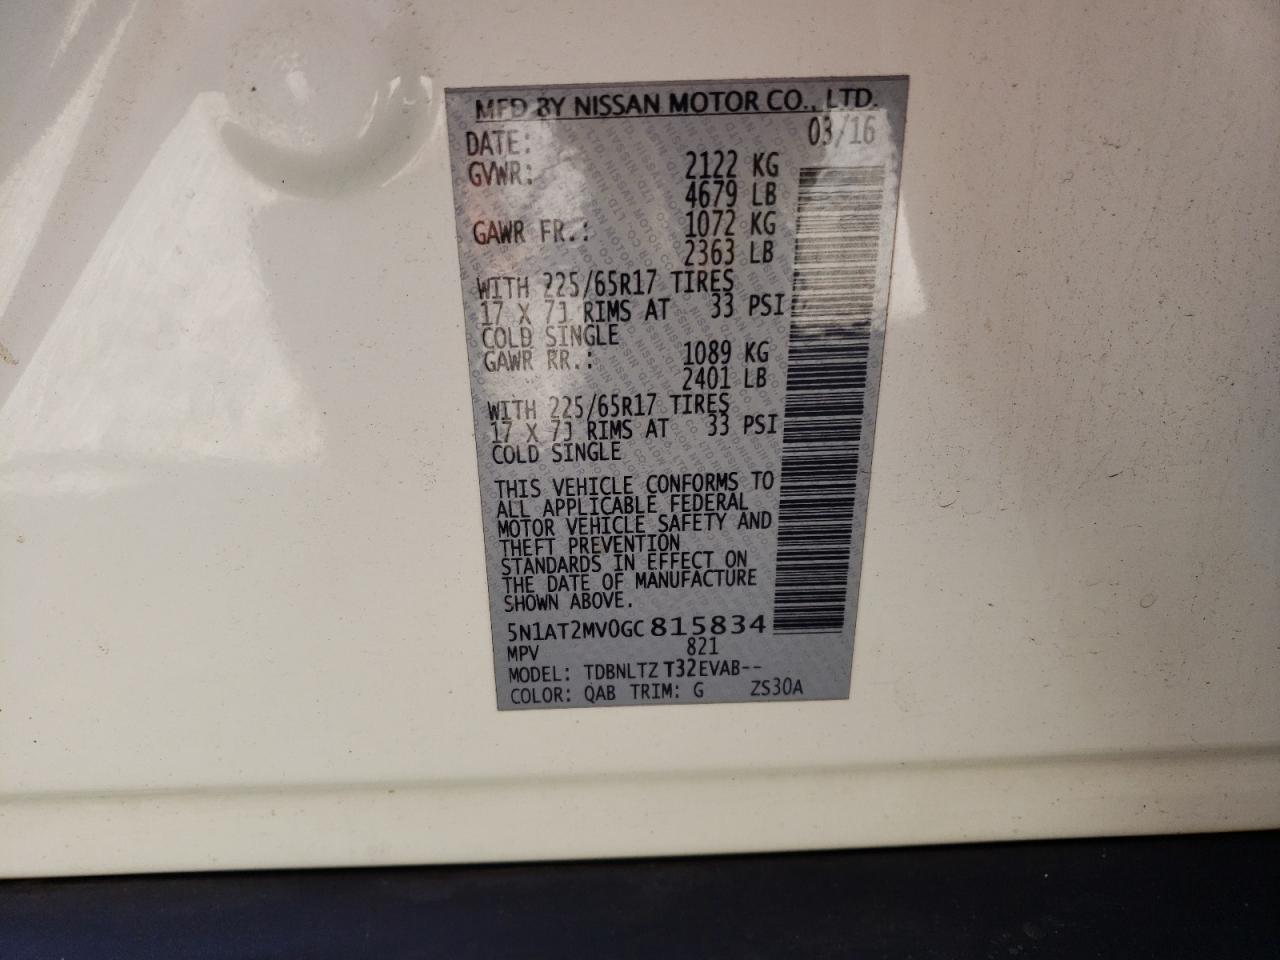 MFD BY NISSAN MOTOR CO., LTD.
DATE: 03/16
GVWR: 2122 KG
4679 LB
GAWR FR.: 1072 KG
2363 LB
WITH 225/65R17 TIRES
17 X 7J RIMS AT 33 PSI
COLD SINGLE
GAWR RR.: 1089 KG
2401 LB
WITH 225/65R17 TIRES
17 X 7J RIMS AT 33 PSI
COLD SINGLE
THIS VEHICLE CONFORMS TO
ALL APPLICABLE FEDERAL
MOTOR VEHICLE SAFETY AND
THEFT PREVENTION
STANDARDS IN EFFECT ON
THE DATE OF MANUFACTURE
SHOWN ABOVE.
5N1AT2MV0GC815834
MPV 821
MODEL: TDBNLTZ T32EVAB--
COLOR: QAB TRIM: G ZS30A